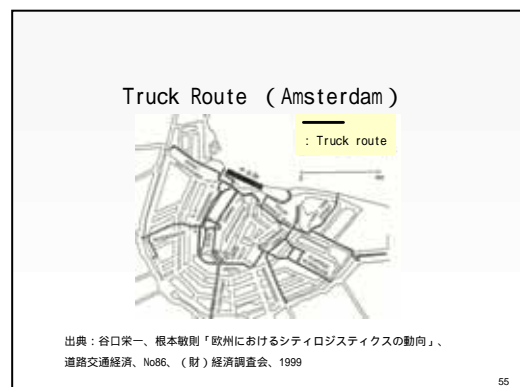 Truck Route （Amsterdam）
: Truck route
出典：谷口栄一、根本敏則「欧州におけるシティロジスティクスの動向」、
道路交通経済、No86、（財）経済調査会、1999
55